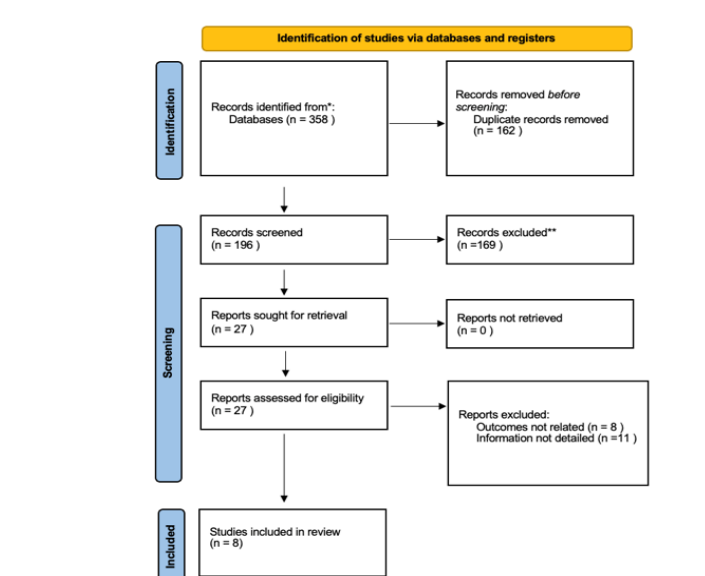 Identification of studies via databases and registers
Identification
Records identified from*:
Databases (n = 358 )
Records removed before
screening:
Duplicate records removed
(n = 162 )
Screening
Records screened
(n = 196 )
Records excluded**
(n =169 )
Reports sought for retrieval
(n = 27 )
Reports not retrieved
(n = 0 )
Reports assessed for eligibility
(n = 27 )
Reports excluded:
Outcomes not related (n = 8 )
Information not detailed (n =11 )
Included
Studies included in review
(n = 8)